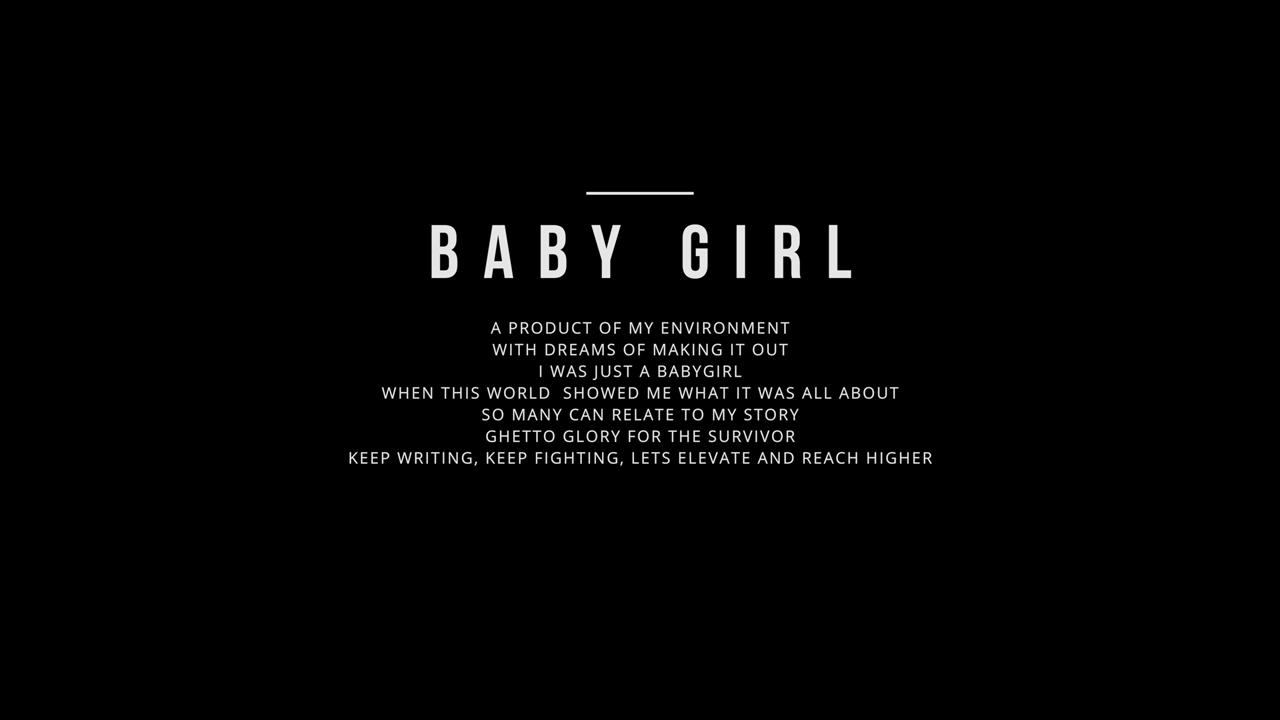 BABY GIRL
A PRODUCT OF MY ENVIRONMENT
WITH DREAMS OF MAKING IT OUT
I WAS JUST A BABYGIRL
WHEN THIS WORLD  SHOWED ME WHAT IT WAS ALL ABOUT
SO MANY CAN RELATE TO MY STORY
GHETTO GLORY FOR THE SURVIVOR
KEEP WRITING, KEEP FIGHTING, LETS ELEVATE AND REACH HIGHER